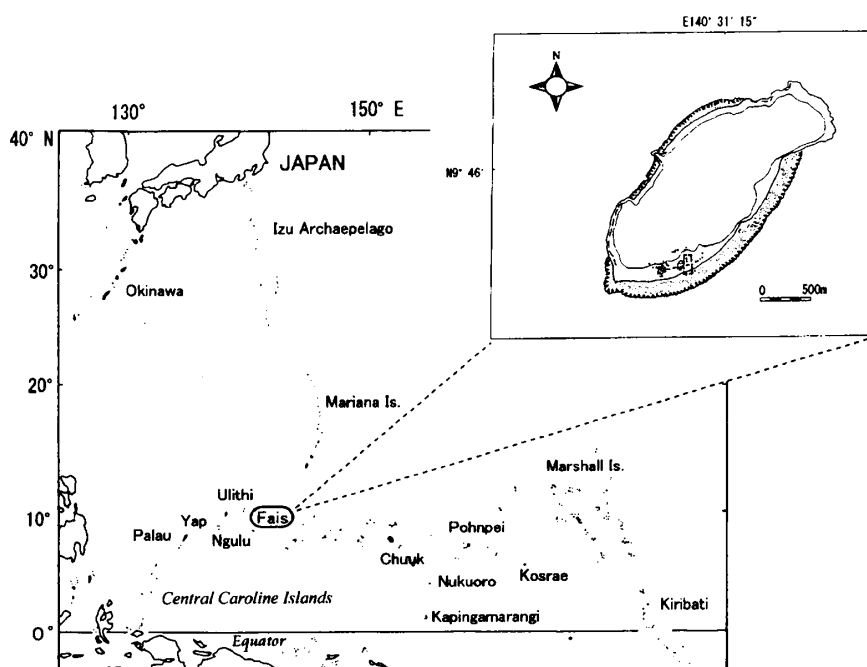 E140° 31′ 15″
N
N9° 46′
0 500m
130° 150° E
40° N
JAPAN
Izu Archaepelago
30°
Okinawa
20°
Mariana Is.
Marshall Is.
Ulithi
10°
Fais
Yap
Palau
Ngulu
Pohnpei
Chuuk
Kosrae
Nukuoro
Central Caroline Islands
Kiribati
Kapingamarangi
0°
Equator